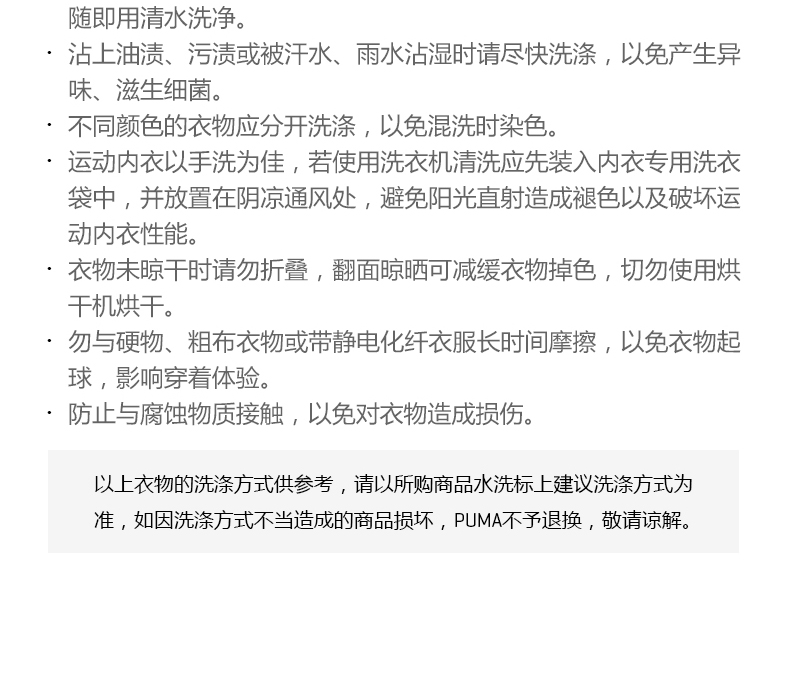 随即用清水洗净。
· 沾上油渍、污渍或被汗水、雨水沾湿时请尽快洗涤，以免产生异
味、滋生细菌。
· 不同颜色的衣物应分开洗涤，以免混洗时染色。
· 运动内衣以手洗为佳，若使用洗衣机清洗应先装入内衣专用洗衣
袋中，并放置在阴凉通风处，避免阳光直射造成褪色以及破坏运
动内衣性能。
· 衣物未晾干时请勿折叠，翻面晾晒可减缓衣物掉色，切勿使用烘
干机烘干。
· 勿与硬物、粗布衣物或带静电化纤衣服长时间摩擦，以免衣物起
球，影响穿着体验。
· 防止与腐蚀物质接触，以免对衣物造成损伤。
以上衣物的洗涤方式供参考，请以所购商品水洗标上建议洗涤方式为
准，如因洗涤方式不当造成的商品损坏，PUMA不予退换，敬请谅解。